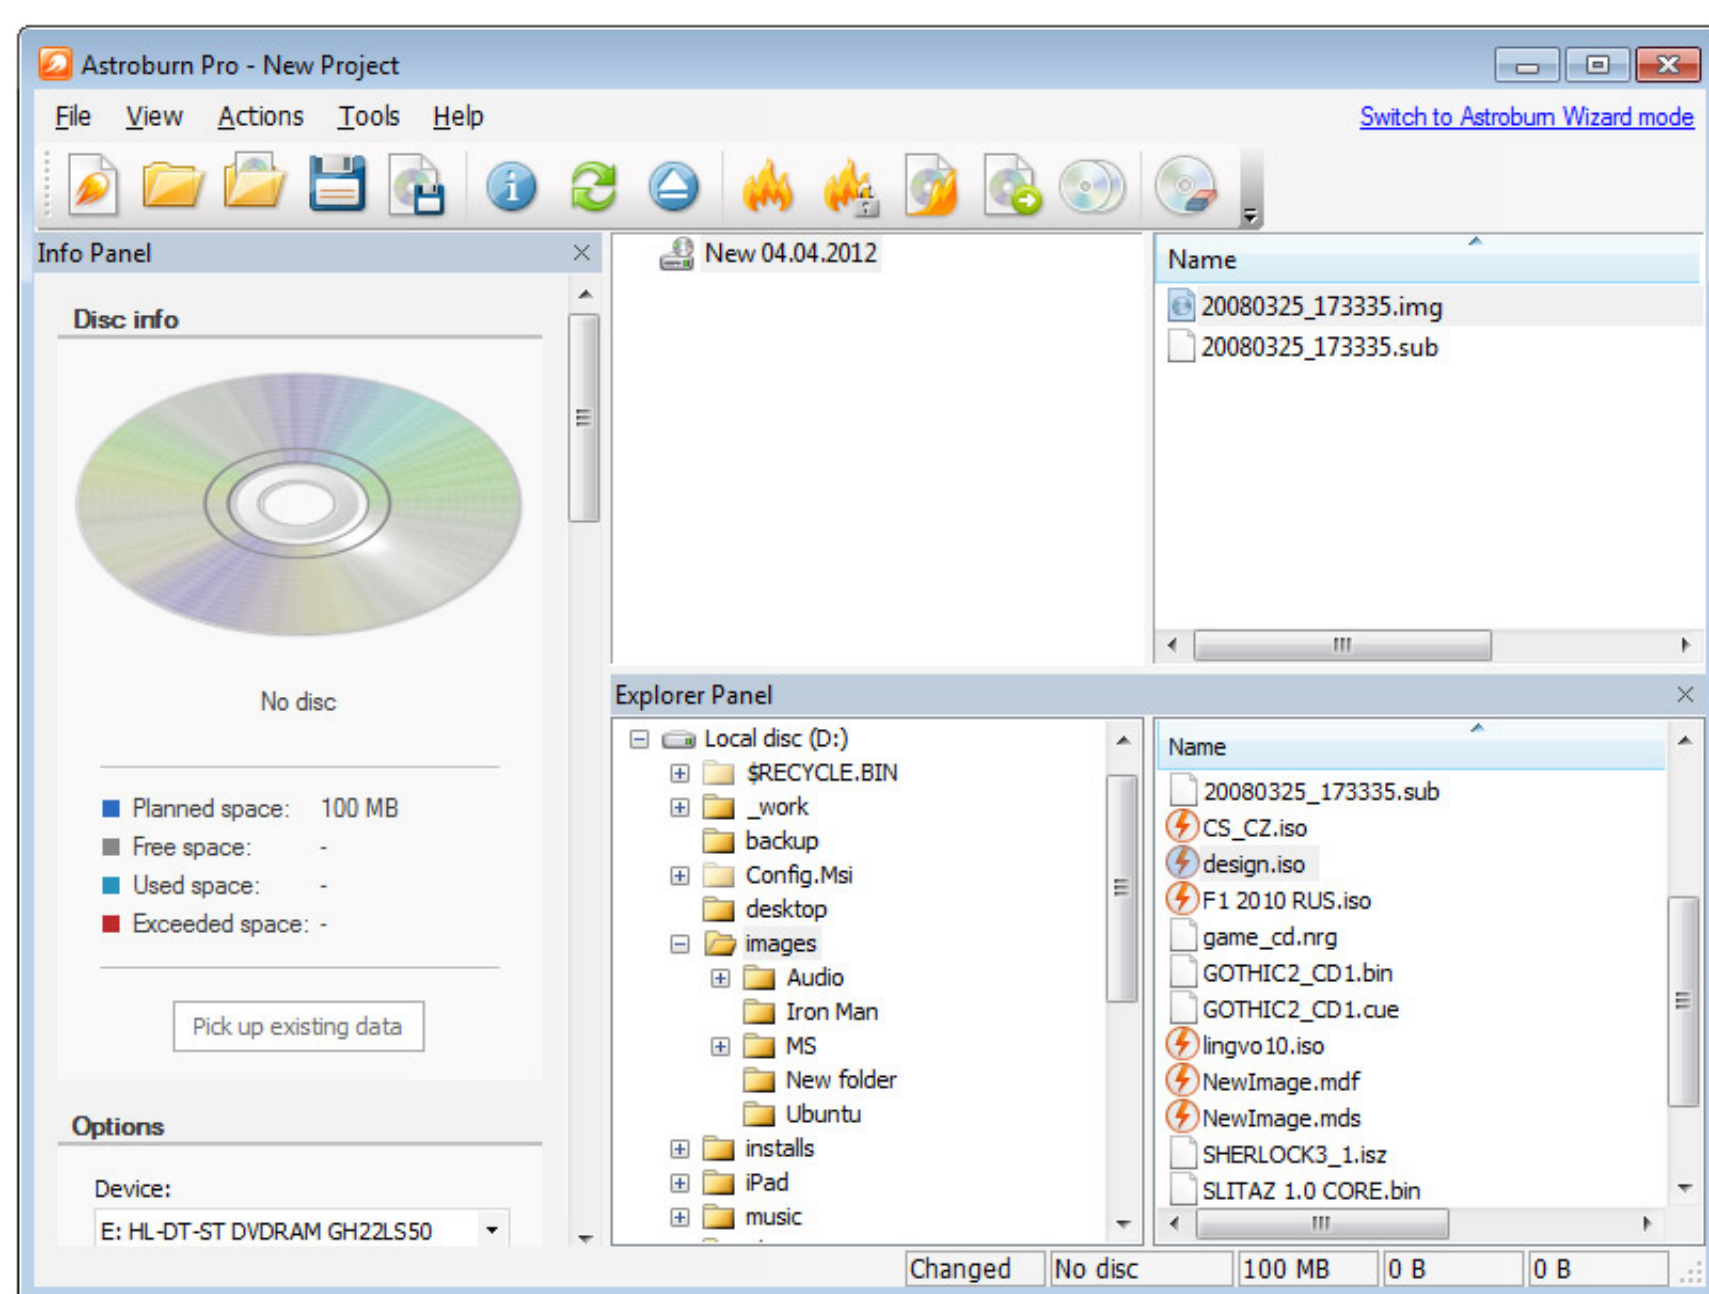 Astroburn Pro - New Project
File View Actions Tools Help
Switch to Astroburn Wizard mode
Info Panel
Disc info
No disc
Planned space: 100 MB
Free space: -
Used space: -
Exceeded space: -
Pick up existing data
Options
Device:
E: HL-DT-ST DVDRAM GH22LS50
New 04.04.2012
Name
20080325_173335.img
20080325_173335.sub
Explorer Panel
Local disc (D:)
$RECYCLE.BIN
_work
backup
Config.Msi
desktop
images
Audio
Iron Man
MS
New folder
Ubuntu
installs
iPad
music
Name
20080325_173335.sub
CS_CZ.iso
design.iso
F1 2010 RUS.iso
game_cd.nrg
GOTHIC2_CD1.bin
GOTHIC2_CD1.cue
lingvo10.iso
NewImage.mdf
NewImage.mds
SHERLOCK3_1.isz
SLITAZ 1.0 CORE.bin
Changed No disc 100 MB 0 B 0 B